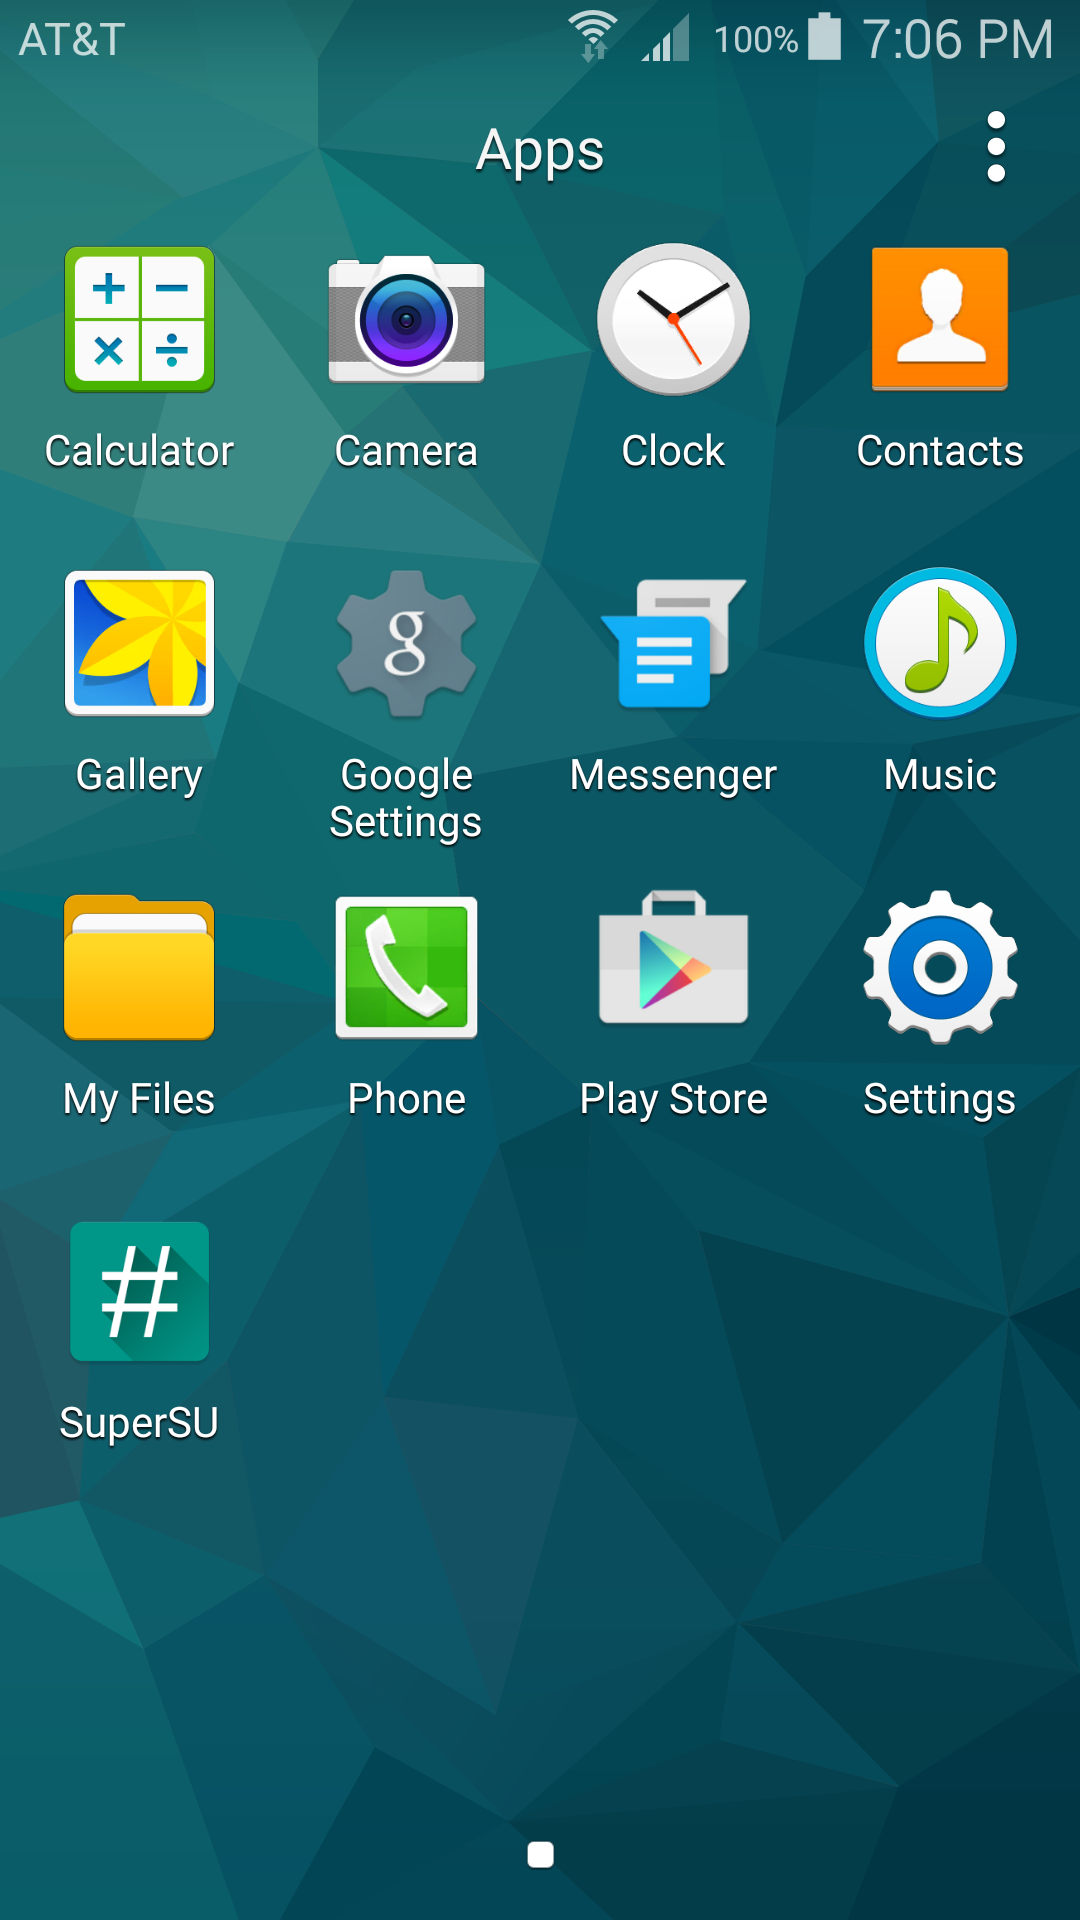 AT&T 100% 7:06 PM
Apps
Calculator Camera Clock Contacts
g
Gallery Google Settings Messenger Music
My Files Phone Play Store Settings
#
SuperSU